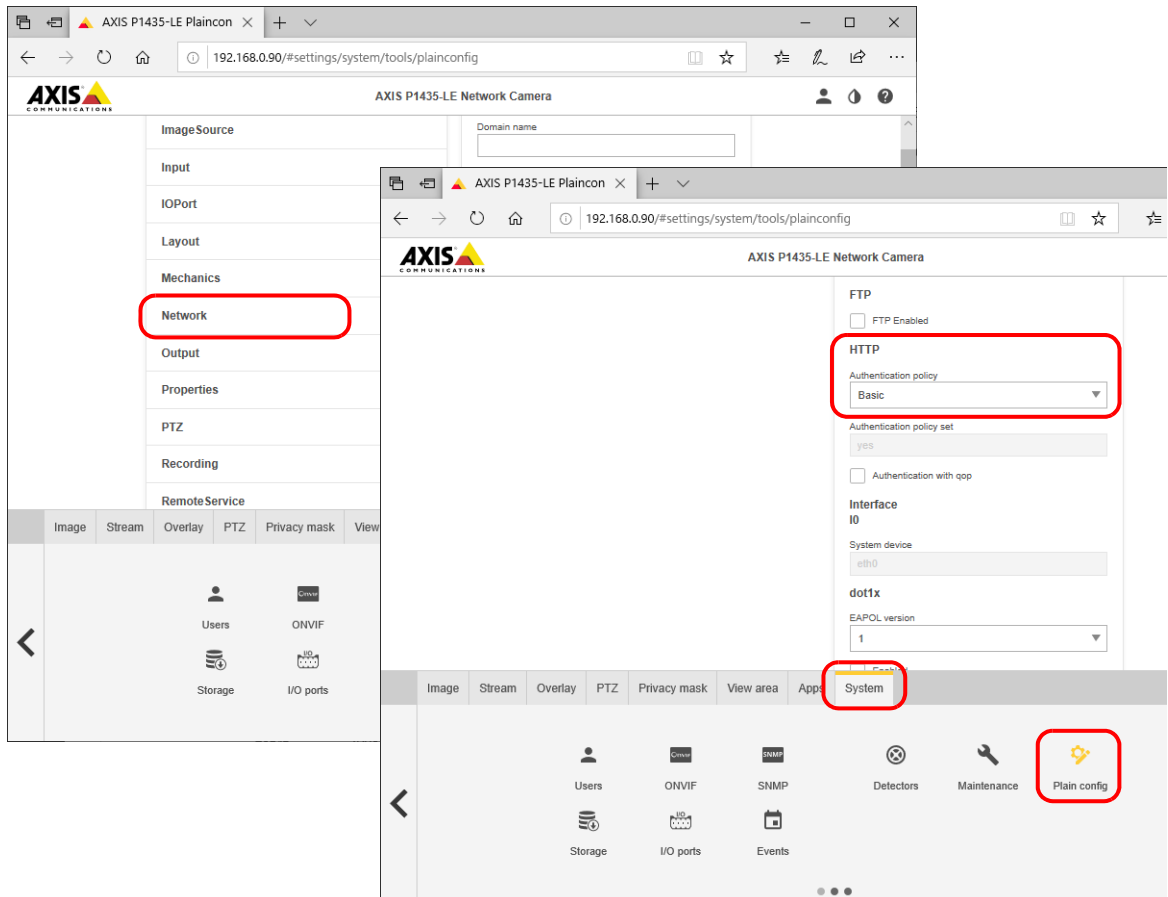 AXIS P1435-LE Plaincon
192.168.0.90/#settings/system/tools/plainconfig
AXIS
COMMUNICATIONS
AXIS P1435-LE Network Camera
ImageSource
Input
IOPort
Layout
Mechanics
Network
Output
Properties
PTZ
Recording
RemoteService
Domain name
Image Stream Overlay PTZ Privacy mask View
Users ONVIF
Storage I/O ports
AXIS P1435-LE Plaincon
192.168.0.90/#settings/system/tools/plainconfig
AXIS
COMMUNICATIONS
AXIS P1435-LE Network Camera
FTP
FTP Enabled
HTTP
Authentication policy
Basic
Authentication policy set
yes
Authentication with qop
Interface
I0
System device
eth0
dot1x
EAPOL version
1
Enabled
Image Stream Overlay PTZ Privacy mask View area Apps System
SNMP
Users ONVIF SNMP Detectors Maintenance Plain config
I/O
Storage I/O ports Events